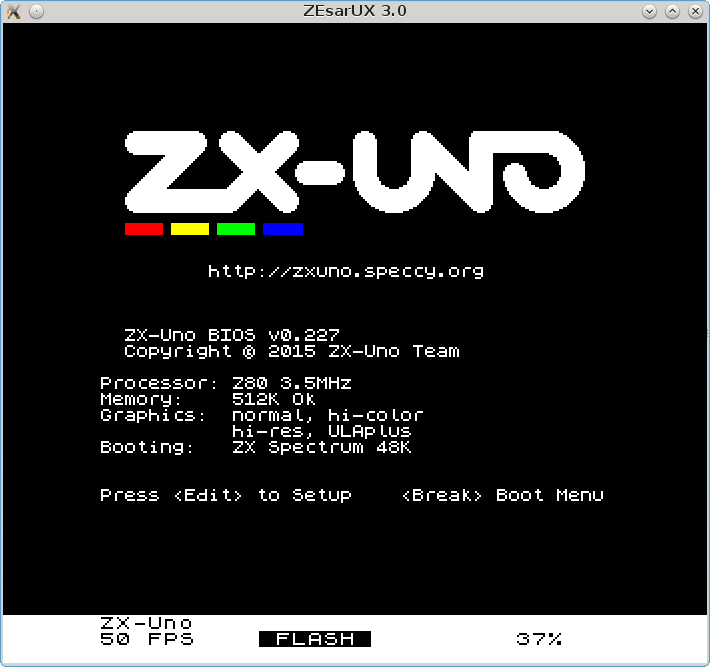 ZEsarUX 3.0
ZX-UNO
http://zxuno.speccy.org
ZX-Uno BIOS v0.227
Copyright © 2015 ZX-Uno Team
Processor: Z80 3.5MHz
Memory: 512K Ok
Graphics: normal, hi-color
hi-res, ULAplus
Booting: ZX Spectrum 48K
Press <Edit> to Setup <Break> Boot Menu
ZX-Uno
50 FPS FLASH 37%